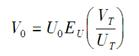 V₀ = U₀E_U(V_T/U_T)